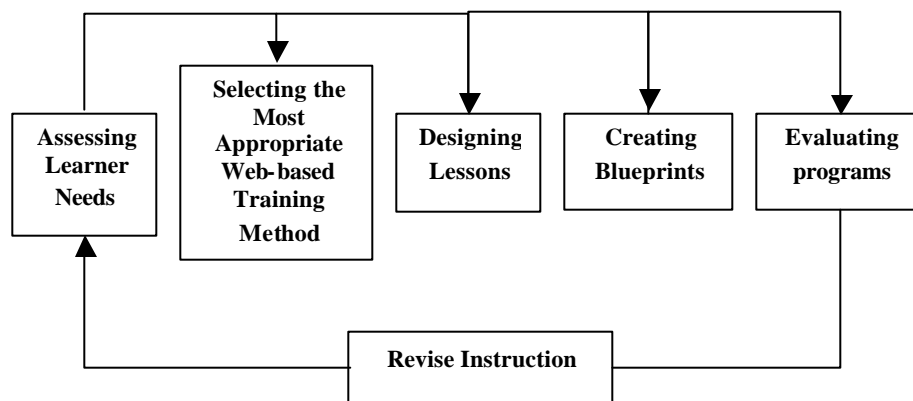 Assessing
Learner
Needs
Selecting the
Most
Appropriate
Web-based
Training
Method
Designing
Lessons
Creating
Blueprints
Evaluating
programs
Revise Instruction